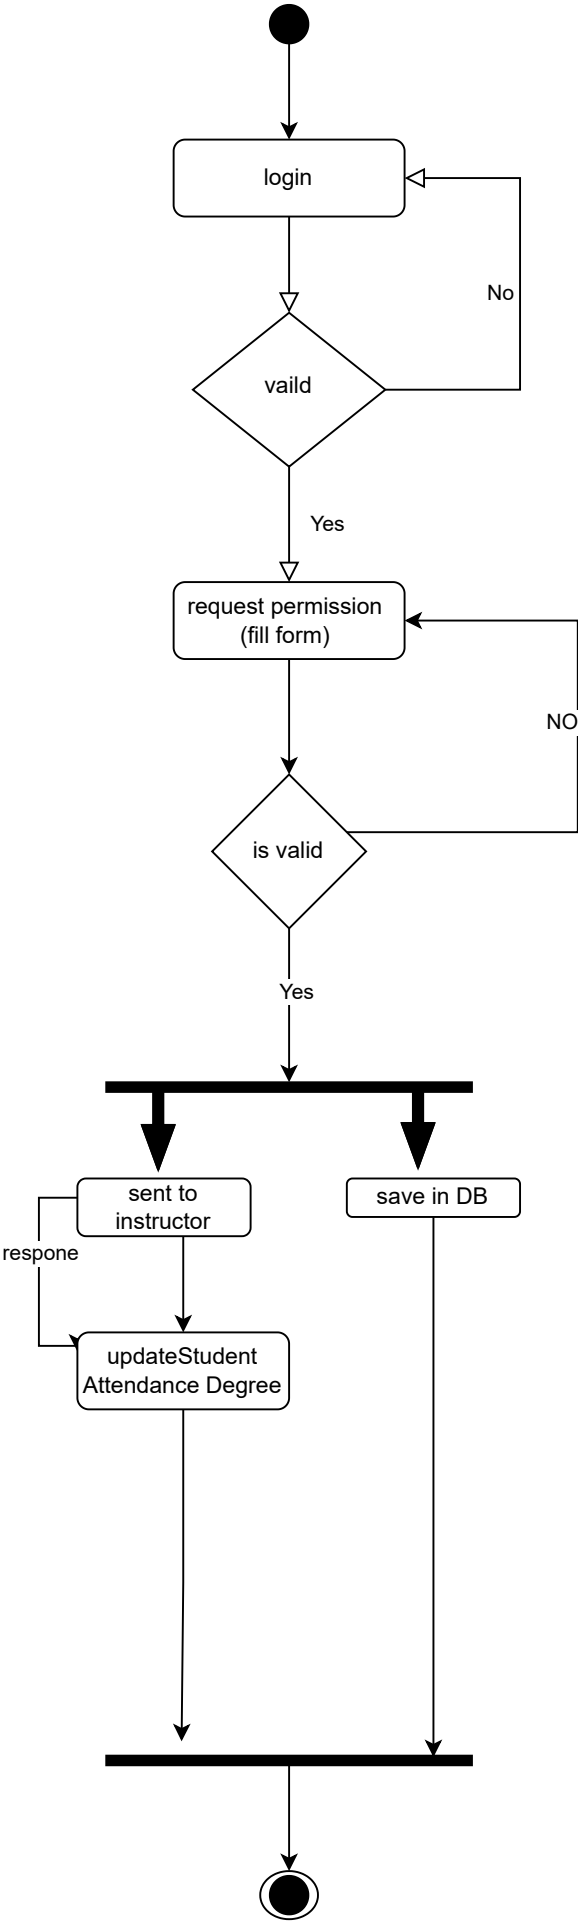 login
No
vaild
Yes
request permission
(fill form)
NO
is valid
Yes
sent to
instructor
save in DB
respone
updateStudent
Attendance Degree